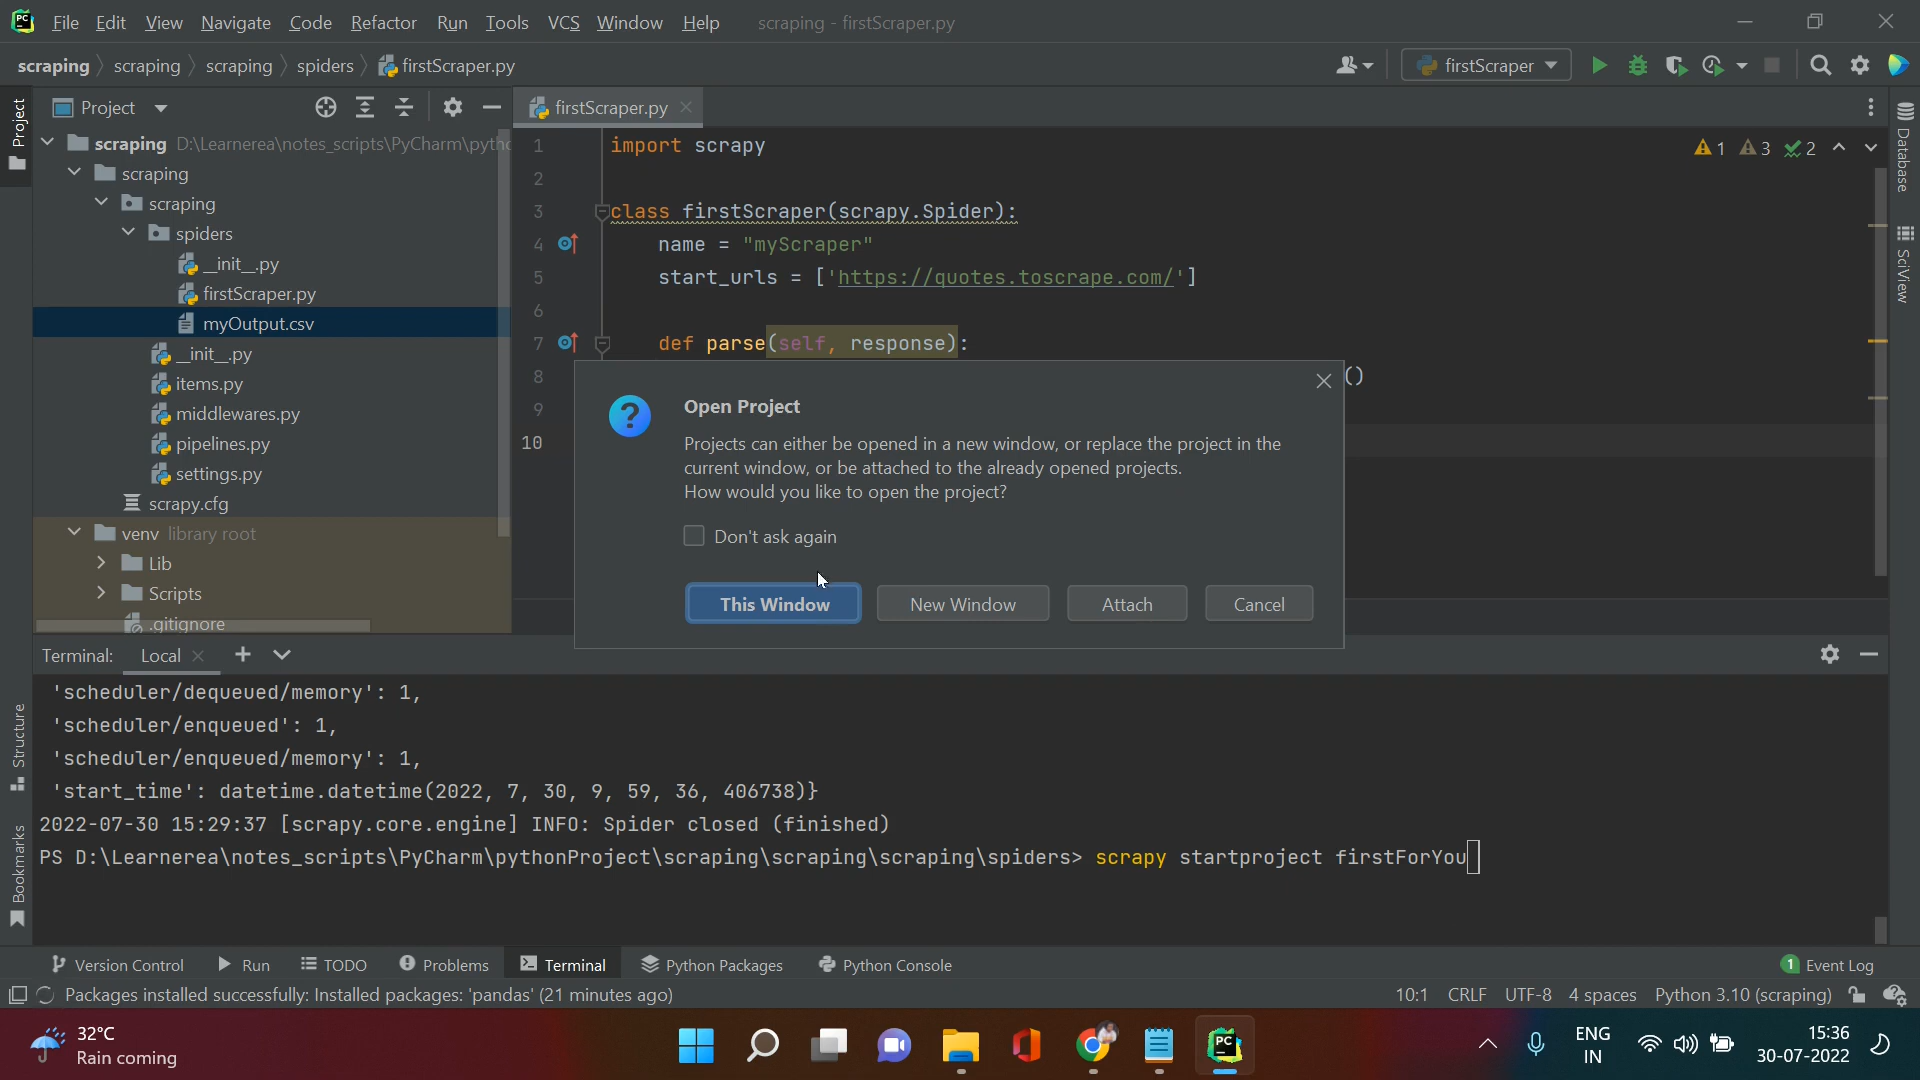 PC File Edit View Navigate Code Refactor Run Tools VCS Window Help scraping - firstScraper.py
scraping scraping scraping spiders firstScraper.py firstScraper
Project
Project
scraping D:\Learnerea\notes_scripts\PyCharm\pyth
scraping
scraping
spiders
__init__.py
firstScraper.py
myOutput.csv
__init__.py
items.py
middlewares.py
pipelines.py
settings.py
scrapy.cfg
venv library root
Lib
Scripts
.gitignore
firstScraper.py
1 3 2
1 import scrapy
2
3 class firstScraper(scrapy.Spider):
4 name = "myScraper"
5 start_urls = ['https://quotes.toscrape.com/']
6
7 def parse(self, response):
8 ()
9
10
Database
SciView
Open Project
Projects can either be opened in a new window, or replace the project in the
current window, or be attached to the already opened projects.
How would you like to open the project?
Don't ask again
This Window New Window Attach Cancel
Terminal: Local
'scheduler/dequeued/memory': 1,
'scheduler/enqueued': 1,
'scheduler/enqueued/memory': 1,
'start_time': datetime.datetime(2022, 7, 30, 9, 59, 36, 406738)}
2022-07-30 15:29:37 [scrapy.core.engine] INFO: Spider closed (finished)
PS D:\Learnerea\notes_scripts\PyCharm\pythonProject\scraping\scraping\scraping\spiders> scrapy startproject firstForYou
Structure
Bookmarks
Version Control Run TODO Problems Terminal Python Packages Python Console 1 Event Log
Packages installed successfully: Installed packages: 'pandas' (21 minutes ago) 10:1 CRLF UTF-8 4 spaces Python 3.10 (scraping)
32°C
Rain coming
PC
ENG
IN
15:36
30-07-2022